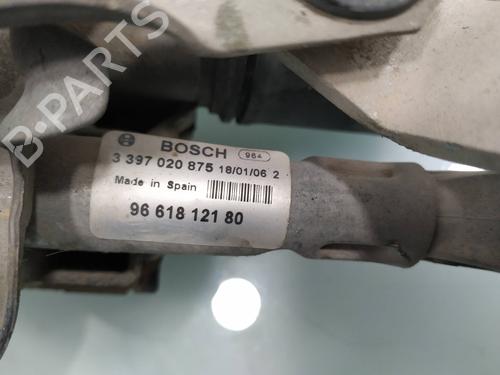 B-PARTS
BOSCH 964
3 397 020 875 18/01/06 2
Made in Spain
96 618 121 80